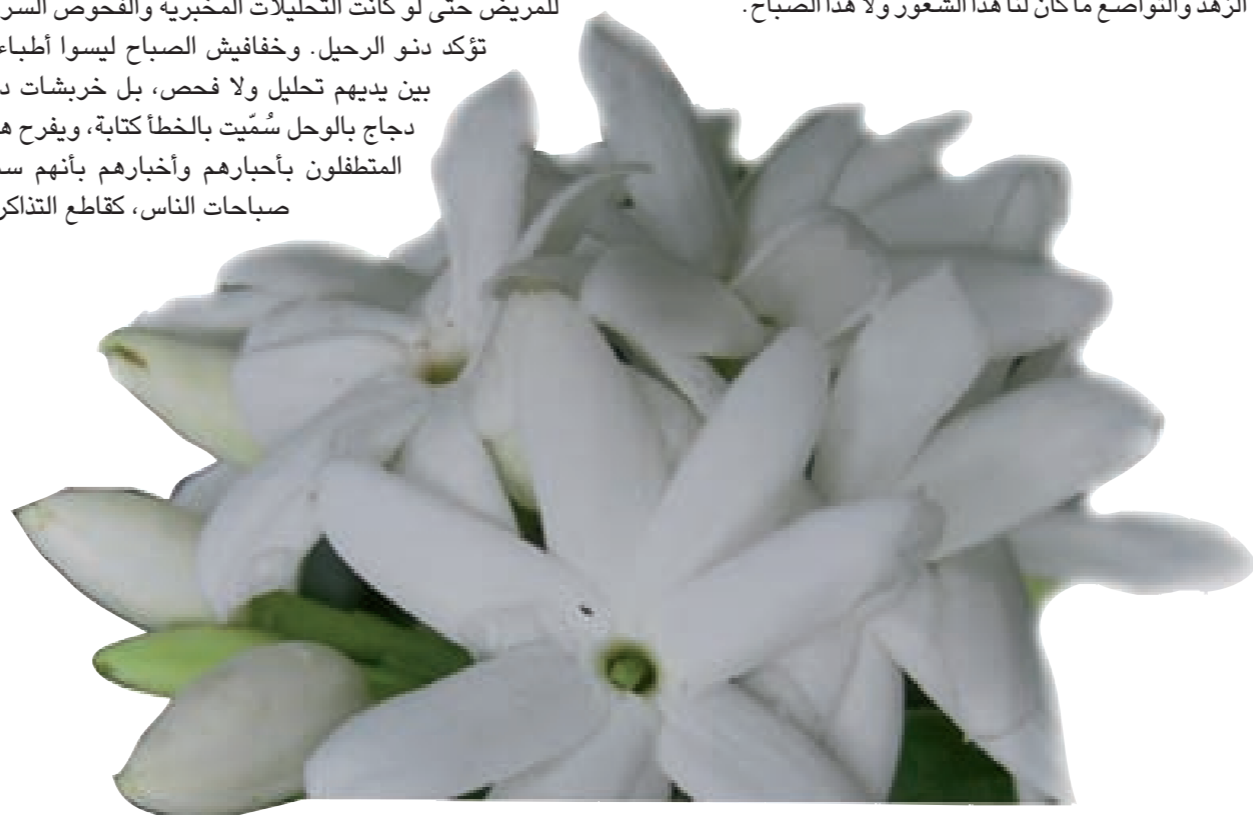 الزهد والتواضع ما كان لنا هذا الشعور ولا هذا الصباح.
للمريض حتى لو كانت التحليلات المخبرية والفحوص
تؤكد دنو الرحيل. وخفافيش الصباح ليسوا
بين يديهم تحليل ولا فحص، بل خربشات
دجاج بالوحل سُمّيت بالخطأ كتابة، ويفرح
المتطفلون بأحبارهم وأخبارهم بأنهم
صباحات الناس، كقاطع